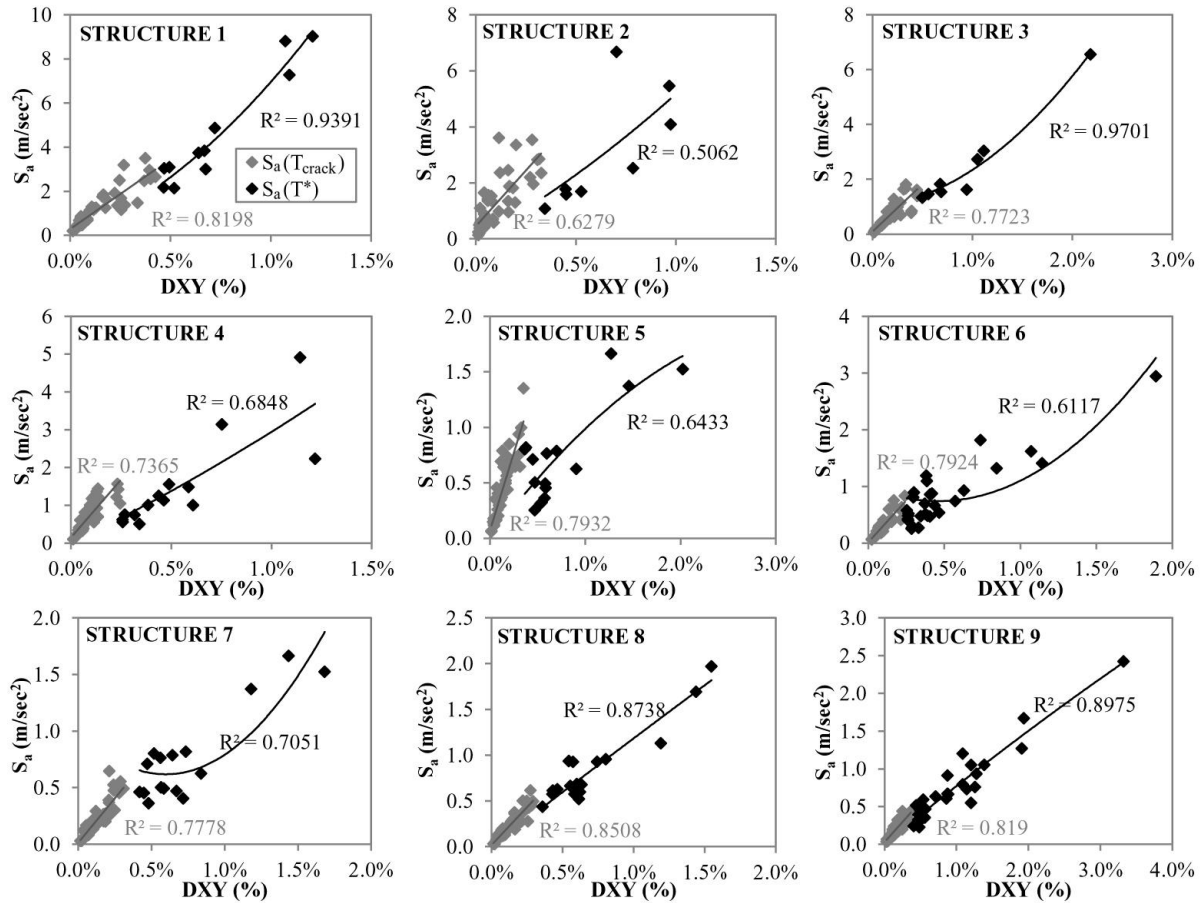 STRUCTURE 1
S_a (m/sec²)
10
8
6
4
2
0
R² = 0.9391
S_a (T_crack)
S_a (T*)
R² = 0.8198
0.0% 0.5% 1.0% 1.5%
DXY (%)
STRUCTURE 2
S_a (m/sec²)
8
6
4
2
0
R² = 0.5062
R² = 0.6279
0.0% 0.5% 1.0% 1.5%
DXY (%)
STRUCTURE 3
S_a (m/sec²)
8
6
4
2
0
R² = 0.9701
R² = 0.7723
0.0% 1.0% 2.0% 3.0%
DXY (%)
STRUCTURE 4
S_a (m/sec²)
6
5
4
3
2
1
0
R² = 0.6848
R² = 0.7365
0.0% 0.5% 1.0% 1.5%
DXY (%)
STRUCTURE 5
S_a (m/sec²)
2.0
1.5
1.0
0.5
0.0
R² = 0.6433
R² = 0.7932
0.0% 1.0% 2.0% 3.0%
DXY (%)
STRUCTURE 6
S_a (m/sec²)
4
3
2
1
0
R² = 0.6117
R² = 0.7924
0.0% 0.5% 1.0% 1.5% 2.0%
DXY (%)
STRUCTURE 7
S_a (m/sec²)
2.0
1.5
1.0
0.5
0.0
R² = 0.7051
R² = 0.7778
0.0% 0.5% 1.0% 1.5% 2.0%
DXY (%)
STRUCTURE 8
S_a (m/sec²)
2.5
2.0
1.5
1.0
0.5
0.0
R² = 0.8738
R² = 0.8508
0.0% 0.5% 1.0% 1.5% 2.0%
DXY (%)
STRUCTURE 9
S_a (m/sec²)
3.0
2.5
2.0
1.5
1.0
0.5
0.0
R² = 0.8975
R² = 0.819
0.0% 1.0% 2.0% 3.0% 4.0%
DXY (%)